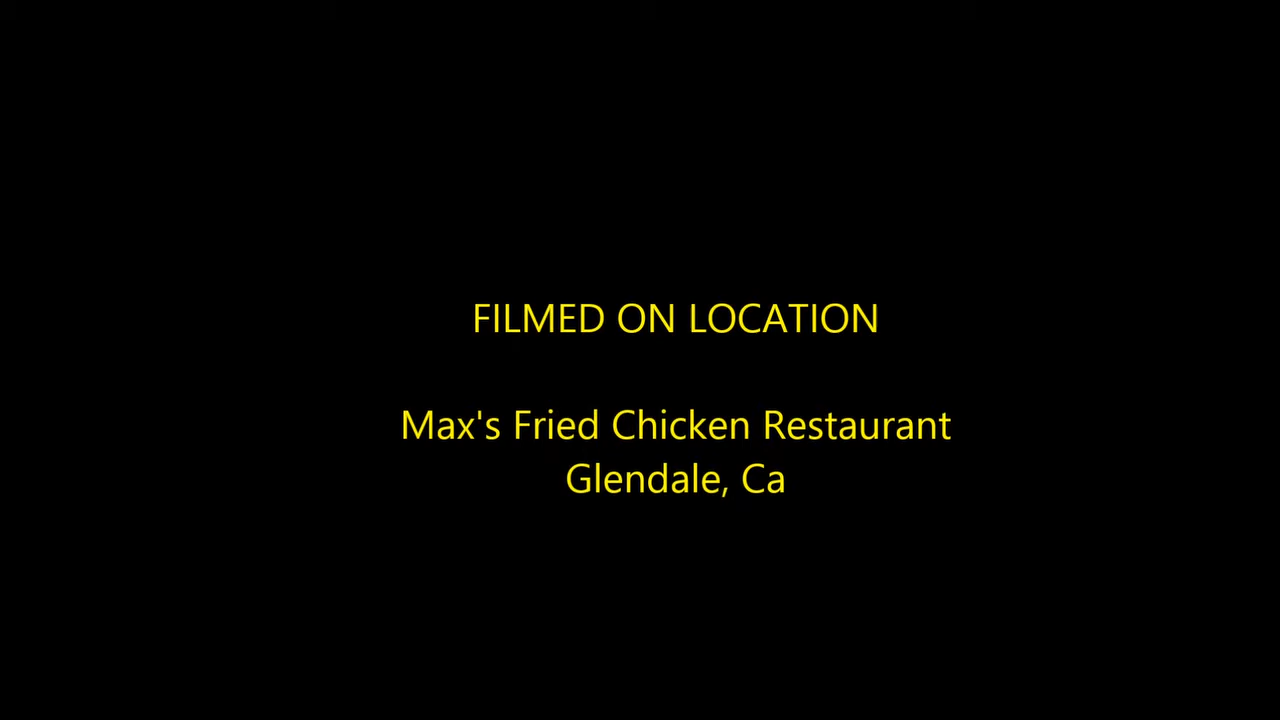 FILMED ON LOCATION
Max's Fried Chicken Restaurant
Glendale, Ca